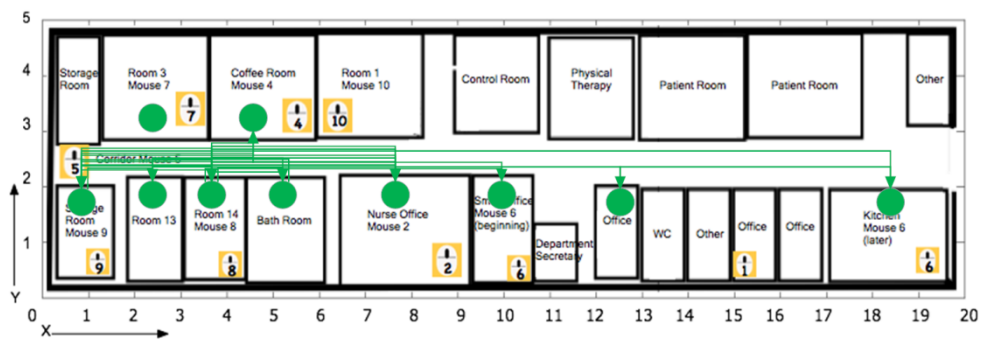 5
4
3
2
1
0
Y
X
0 1 2 3 4 5 6 7 8 9 10 11 12 13 14 15 16 17 18 19 20
Storage
Room
Room 3
Mouse 7
7
Coffee Room
Mouse 4
4
Room 1
Mouse 10
10
Control Room
Physical
Therapy
Patient Room
Patient Room
Other
5
Corridor Mouse 5
Room
Mouse 9
9
Room 13
Room 14
Mouse 8
8
Bath Room
Nurse Office
Mouse 2
2
Mouse 6
(beginning)
6
Department
Secretary
Office
WC
Other
Office
1
Office
Kitchen
Mouse 6
(later)
6